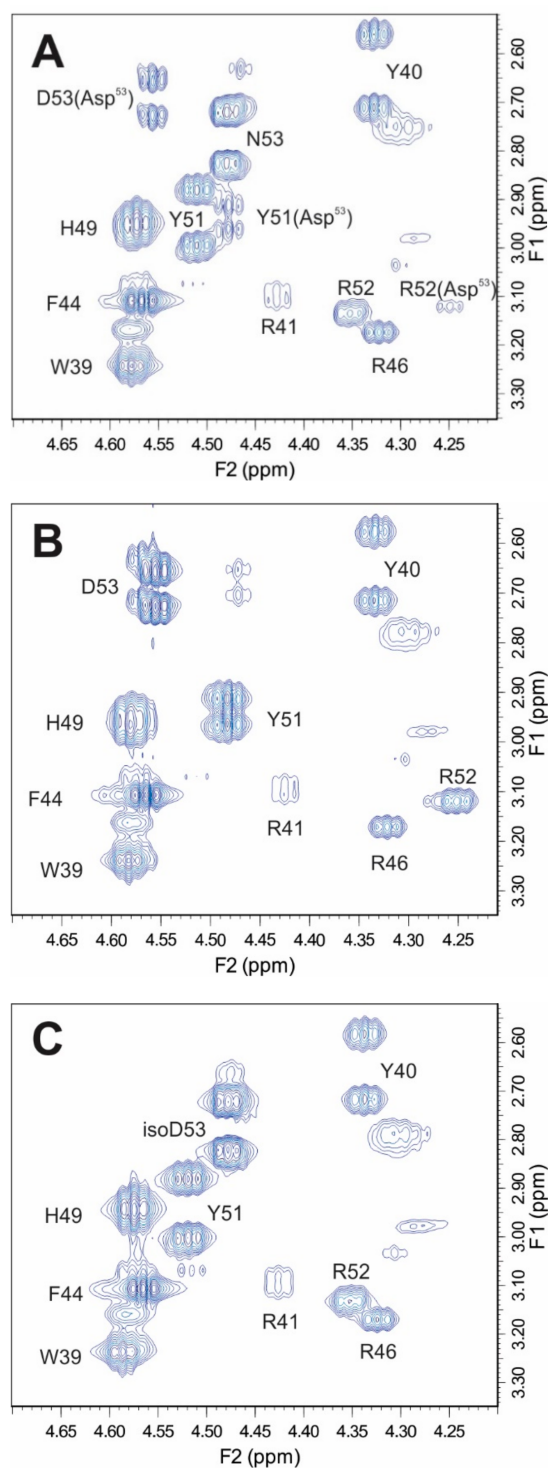 A
D53(Asp⁵³)
Y40
N53
H49
Y51
Y51(Asp⁵³)
F44
R41
R52
R52(Asp⁵³)
W39
R46
2.60
2.70
2.80
2.90
3.00
3.10
3.20
3.30
F1 (ppm)
4.65 4.60 4.55 4.50 4.45 4.40 4.35 4.30 4.25
F2 (ppm)
B
D53
Y40
H49
Y51
F44
R41
R52
W39
R46
2.60
2.70
2.80
2.90
3.00
3.10
3.20
3.30
F1 (ppm)
4.65 4.60 4.55 4.50 4.45 4.40 4.35 4.30 4.25
F2 (ppm)
C
Y40
isoD53
H49
Y51
F44
R41
R52
W39
R46
2.60
2.70
2.80
2.90
3.00
3.10
3.20
3.30
F1 (ppm)
4.65 4.60 4.55 4.50 4.45 4.40 4.35 4.30 4.25
F2 (ppm)